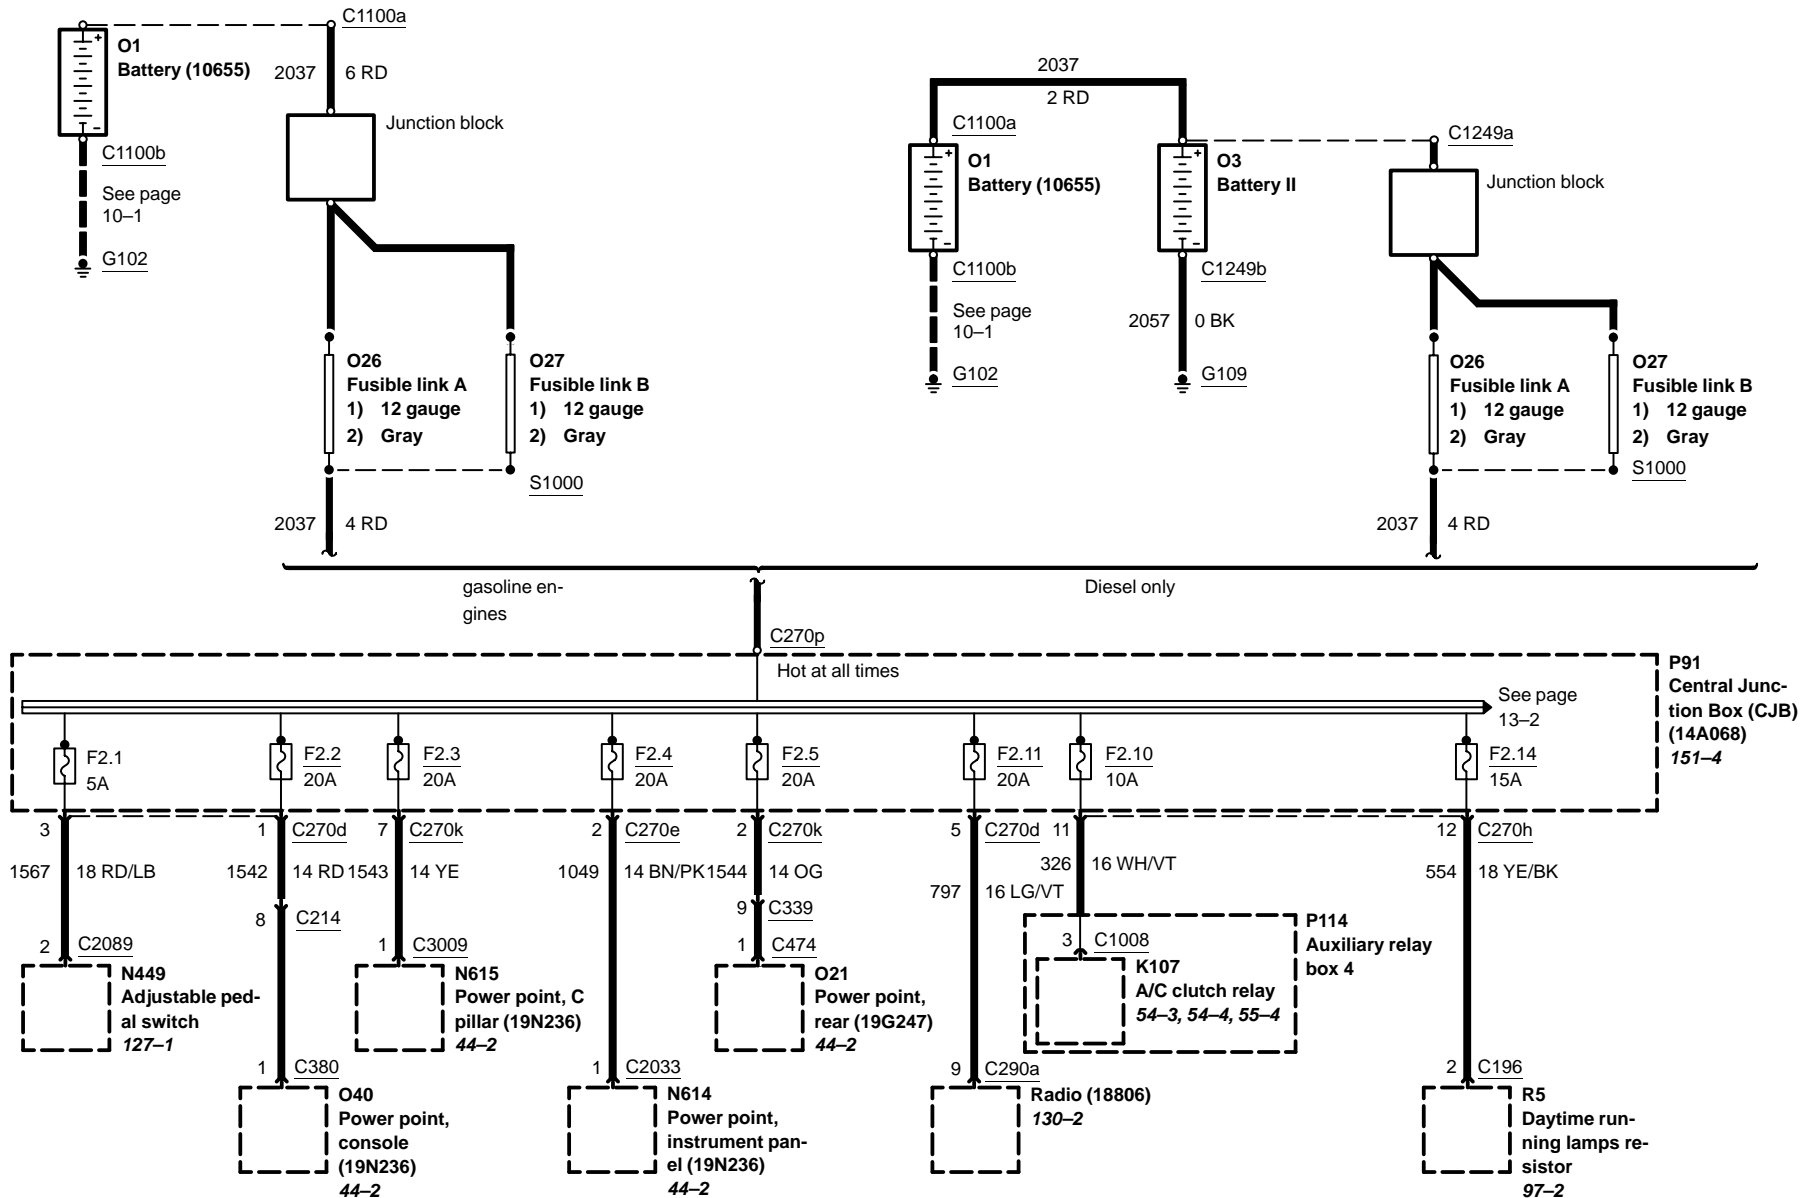 C1100a
O1
Battery (10655)
2037 6 RD
Junction block
C1100b
See page
10–1
G102
O26
Fusible link A
1) 12 gauge
2) Gray
O27
Fusible link B
1) 12 gauge
2) Gray
S1000
2037 4 RD
2037
2 RD
C1100a
O1
Battery (10655)
O3
Battery II
C1249a
Junction block
C1100b
See page
10–1
G102
C1249b
2057 0 BK
G109
O26
Fusible link A
1) 12 gauge
2) Gray
O27
Fusible link B
1) 12 gauge
2) Gray
S1000
2037 4 RD
gasoline en-
gines
Diesel only
C270p
Hot at all times
See page
13–2
P91
Central Junc-
tion Box (CJB)
(14A068)
151–4
F2.1
5A
F2.2
20A
F2.3
20A
F2.4
20A
F2.5
20A
F2.11
20A
F2.10
10A
F2.14
15A
3 1 C270d 7 C270k 2 C270e 2 C270k 5 C270d 11 12 C270h
1567 18 RD/LB 1542 14 RD 1543 14 YE 1049 14 BN/PK 1544 14 OG
326 16 WH/VT
554 18 YE/BK
797 16 LG/VT
8 C214
9 C339
2 C2089
1 C3009
1 C474
3 C1008
N449
Adjustable ped-
al switch
127–1
N615
Power point, C
pillar (19N236)
44–2
O21
Power point,
rear (19G247)
44–2
P114
Auxiliary relay
box 4
K107
A/C clutch relay
54–3, 54–4, 55–4
1 C380
1 C2033
9 C290a
2 C196
O40
Power point,
console
(19N236)
44–2
N614
Power point,
instrument pan-
el (19N236)
44–2
Radio (18806)
130–2
R5
Daytime run-
ning lamps re-
sistor
97–2